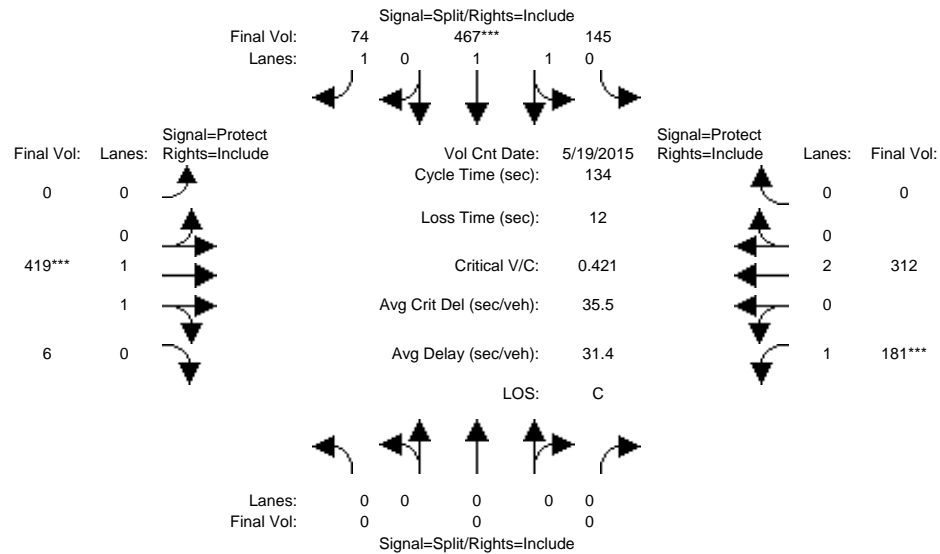 Signal=Split/Rights=Include
Final Vol: 74 467*** 145
Lanes: 1 0 1 1 0
Signal=Protect Signal=Protect
Final Vol: Lanes: Rights=Include Vol Cnt Date: 5/19/2015 Rights=Include Lanes: Final Vol:
Cycle Time (sec): 134
0 0 0 0
Loss Time (sec): 12
0 0
419*** 1 Critical V/C: 0.421 2 312
1 Avg Crit Del (sec/veh): 35.5 0
6 0 Avg Delay (sec/veh): 31.4 1 181***
LOS: C
Lanes: 0 0 0 0 0
Final Vol: 0 0 0
Signal=Split/Rights=Include